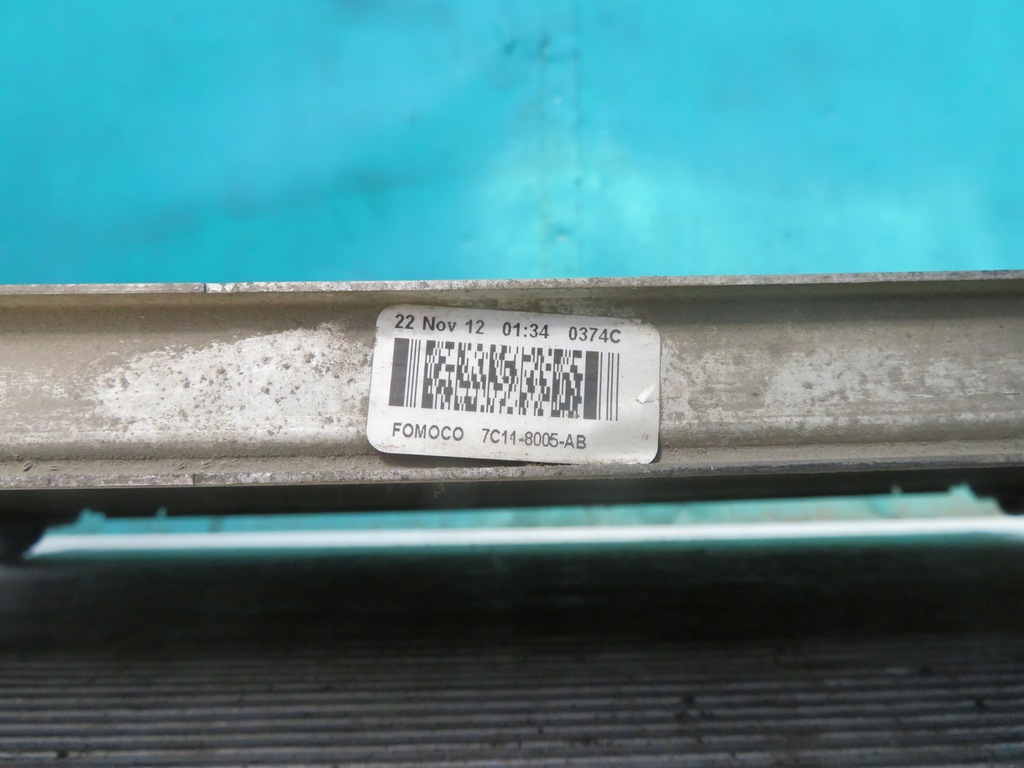 22 Nov 12 01:34 0374C
FOMOCO 7C11-8005-AB